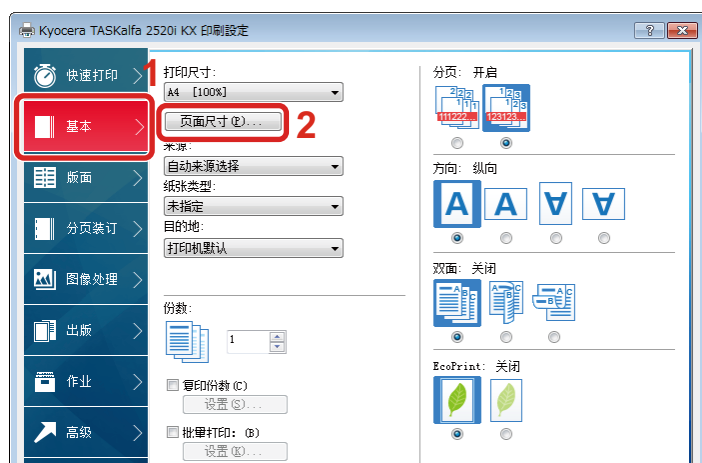 Kyocera TASKalfa 2520i KX 印刷設定
快速打印
1
基本
版面
分页装订
图像处理
出版
作业
高级
打印尺寸:
A4 [100%]
页面尺寸(P)...
2
来源:
自动来源选择
纸张类型:
未指定
目的地:
打印机默认
份数:
1
复印份数(C)
设置(S)...
批量打印: (B)
设置(K)...
分页: 开启
222
111
111222...
123
123
123123...
方向: 纵向
A A A A
双面: 关闭
A B C
A B C
A B C
EcoPrint: 关闭